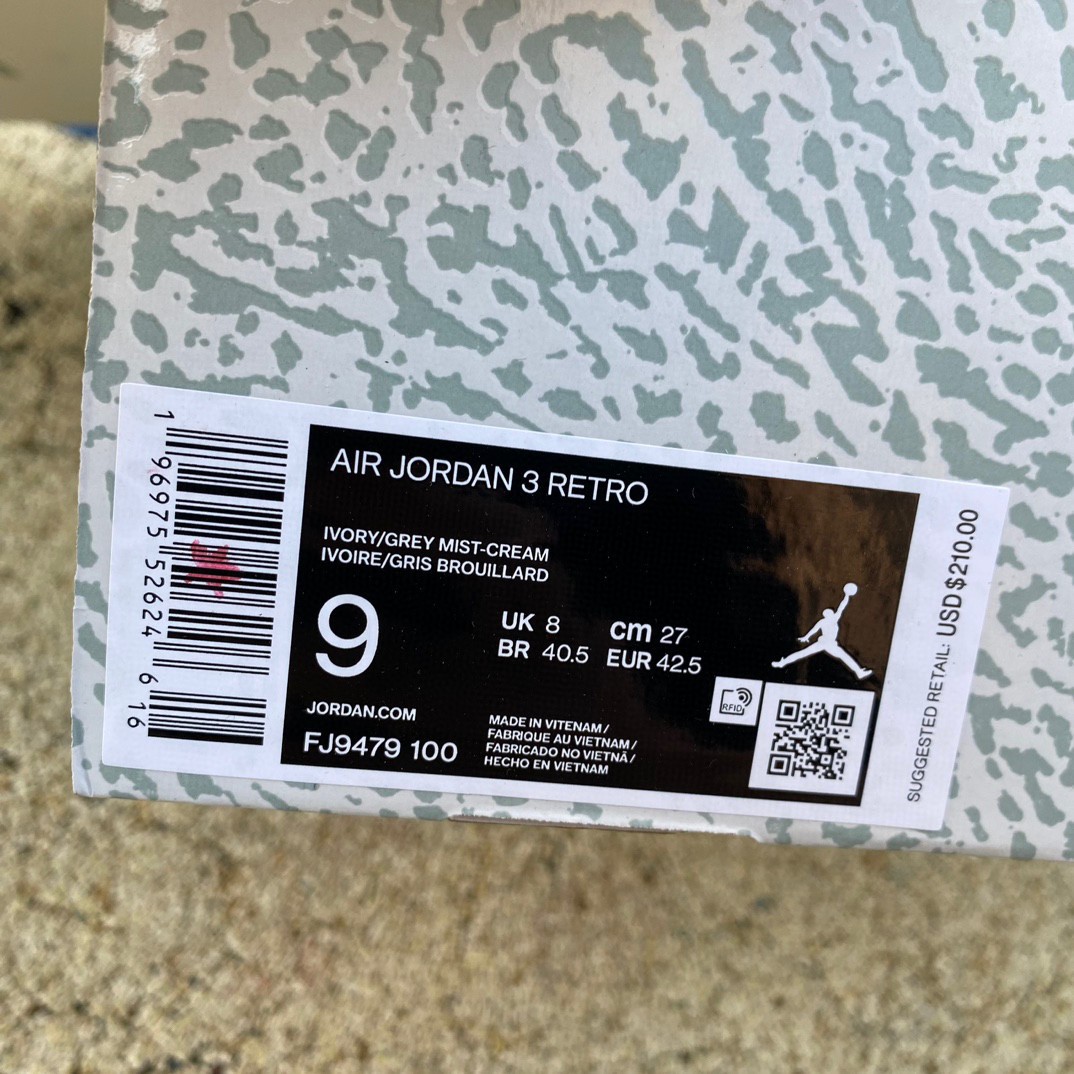 1 96975 52624 6 16
AIR JORDAN 3 RETRO
IVORY/GREY MIST-CREAM
IVOIRE/GRIS BROUILLARD
9
UK 8 cm 27
BR 40.5 EUR 42.5
RFID
JORDAN.COM
FJ9479 100
MADE IN VITENAM/
FABRIQUE AU VIETNAM/
FABRICADO NO VIETNÃ/
HECHO EN VIETNAM
SUGGESTED RETAIL: USD $210.00